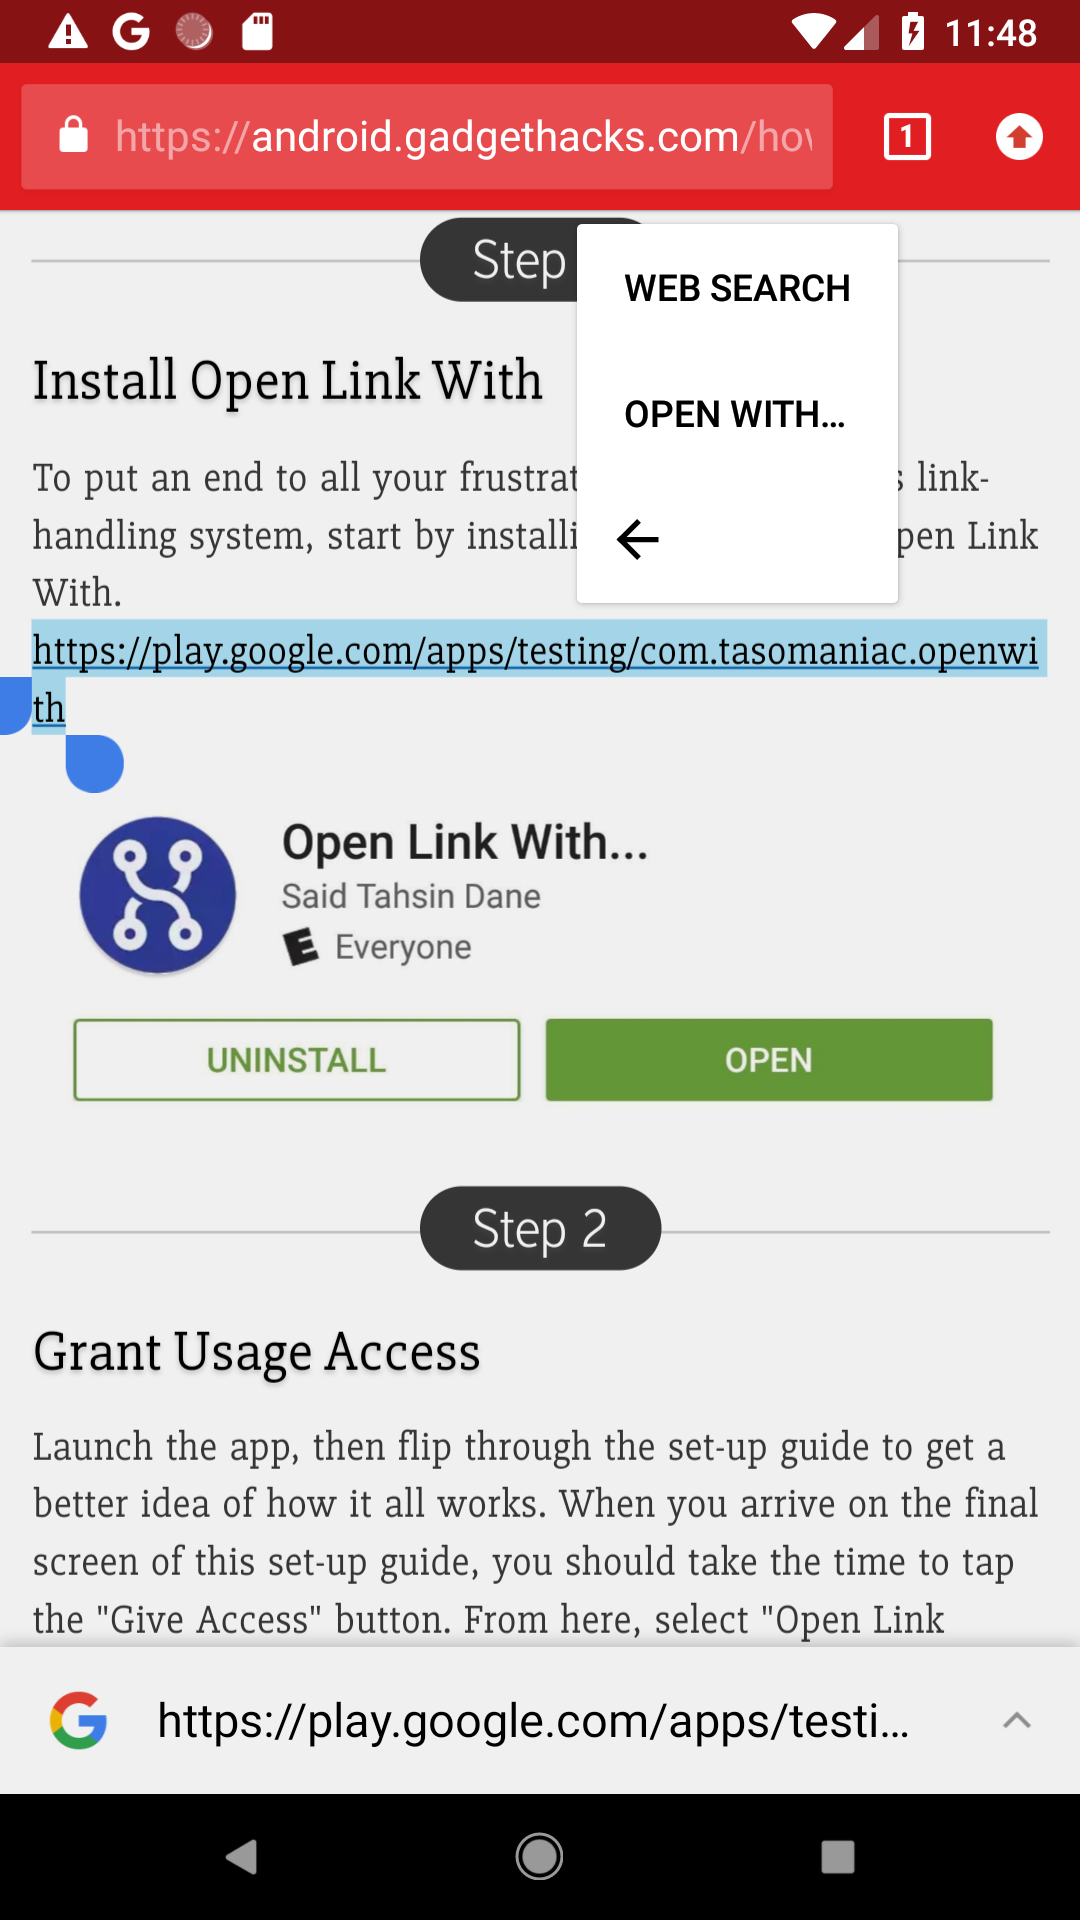 11:48
https://android.gadgethacks.com/how
1
Step
WEB SEARCH
OPEN WITH...
Install Open Link With
To put an end to all your frustrat s link-
handling system, start by installi pen Link
With.
https://play.google.com/apps/testing/com.tasomaniac.openwi
th
Open Link With...
Said Tahsin Dane
E Everyone
UNINSTALL
OPEN
Step 2
Grant Usage Access
Launch the app, then flip through the set-up guide to get a
better idea of how it all works. When you arrive on the final
screen of this set-up guide, you should take the time to tap
the "Give Access" button. From here, select "Open Link
https://play.google.com/apps/testi...